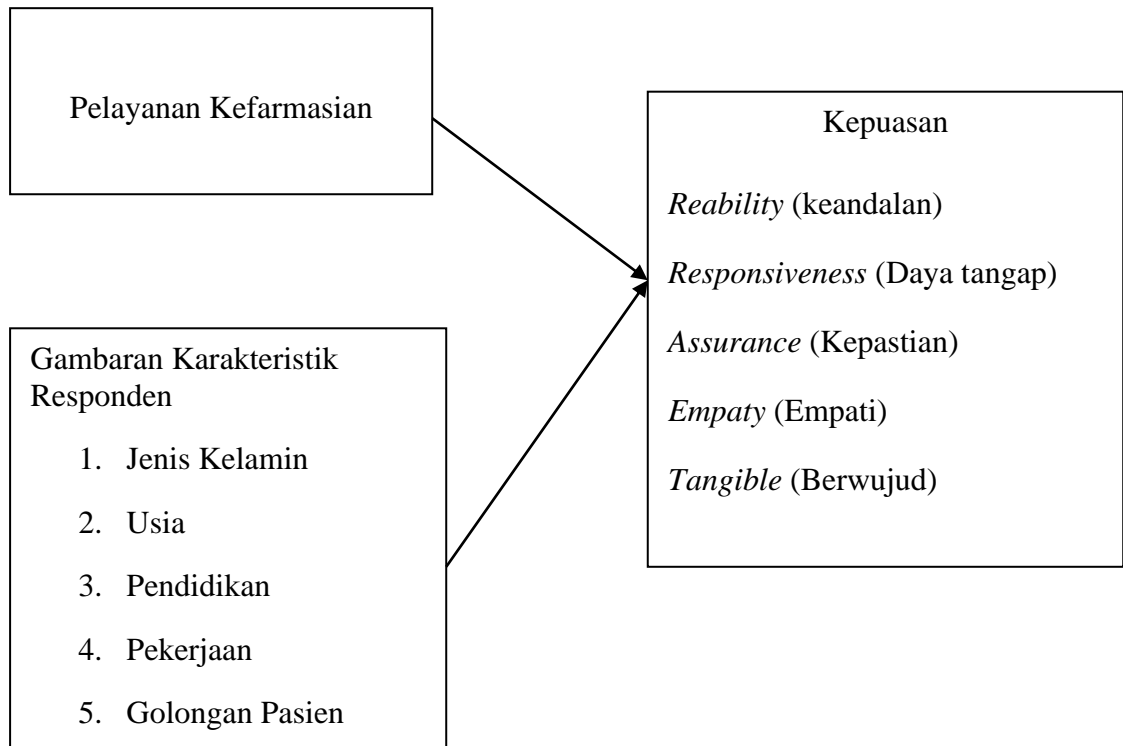 Pelayanan Kefarmasian
Gambaran Karakteristik
Responden
1. Jenis Kelamin
2. Usia
3. Pendidikan
4. Pekerjaan
5. Golongan Pasien
Kepuasan
Reability (keandalan)
Responsiveness (Daya tangap)
Assurance (Kepastian)
Empaty (Empati)
Tangible (Berwujud)